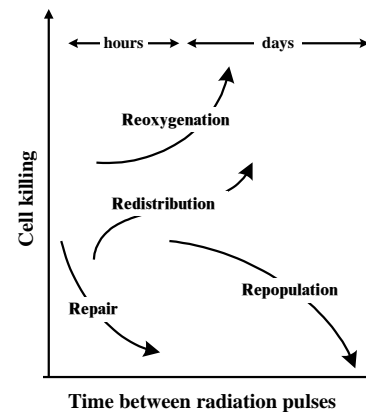 hours
days
Reoxygenation
Redistribution
Repopulation
Repair
Cell killing
Time between radiation pulses